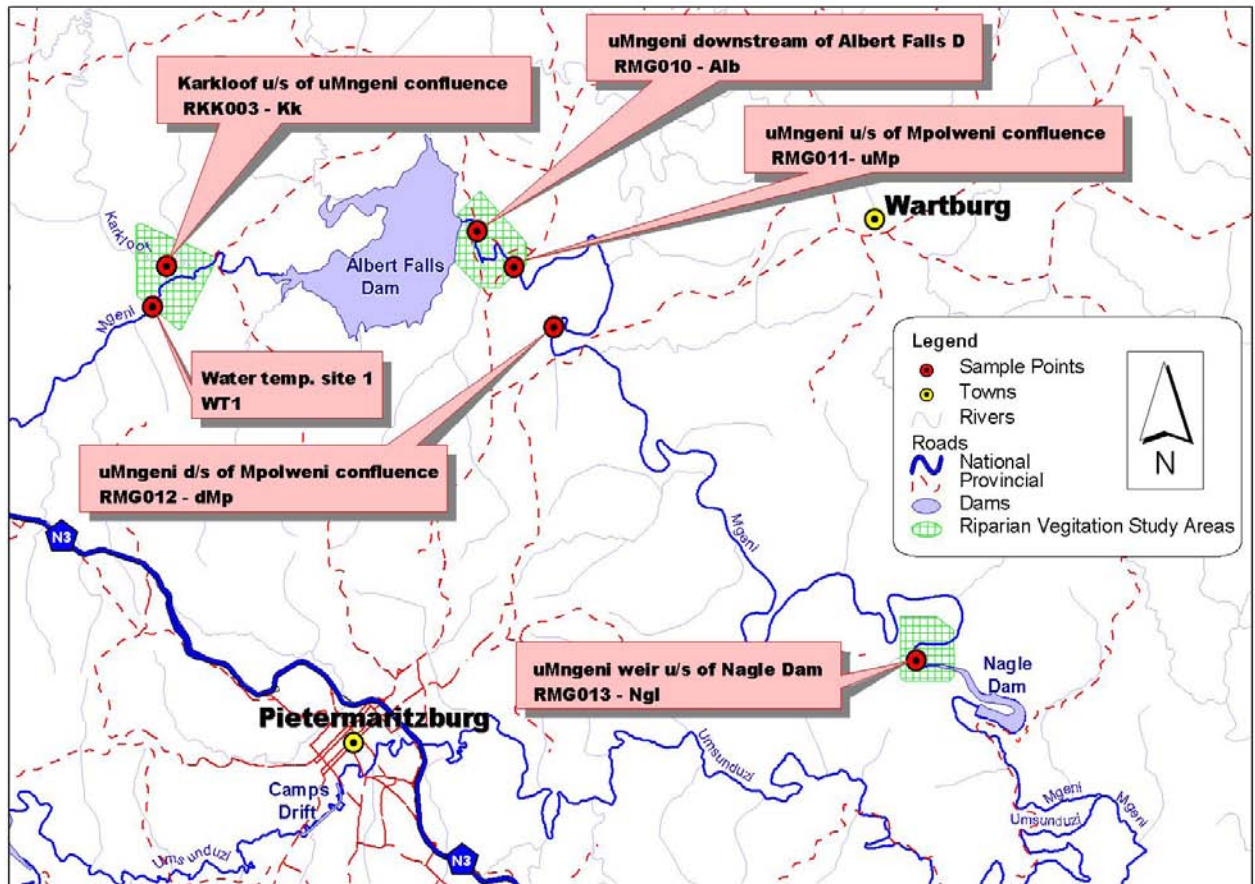 uMngeni downstream of Albert Falls D
RMG010 - Alb
Karkloof u/s of uMngeni confluence
RKK003 - Kk
uMngeni u/s of Mpolweni confluence
RMG011- uMp
Wartburg
Karkloof
Albert Falls
Dam
Mgeni
Water temp. site 1
WT1
Legend
Sample Points
Towns
Rivers
Roads
National
Provincial
Dams
Riparian Vegitation Study Areas
N
uMngeni d/s of Mpolweni confluence
RMG012 - dMp
N3
Mgeni
uMngeni weir u/s of Nagle Dam
RMG013 - Ngl
Nagle
Dam
Pietermaritzburg
Umsunduzi
Camps
Drift
Mgeni
Mgeni
Umsunduzi
Umsunduzi
N3